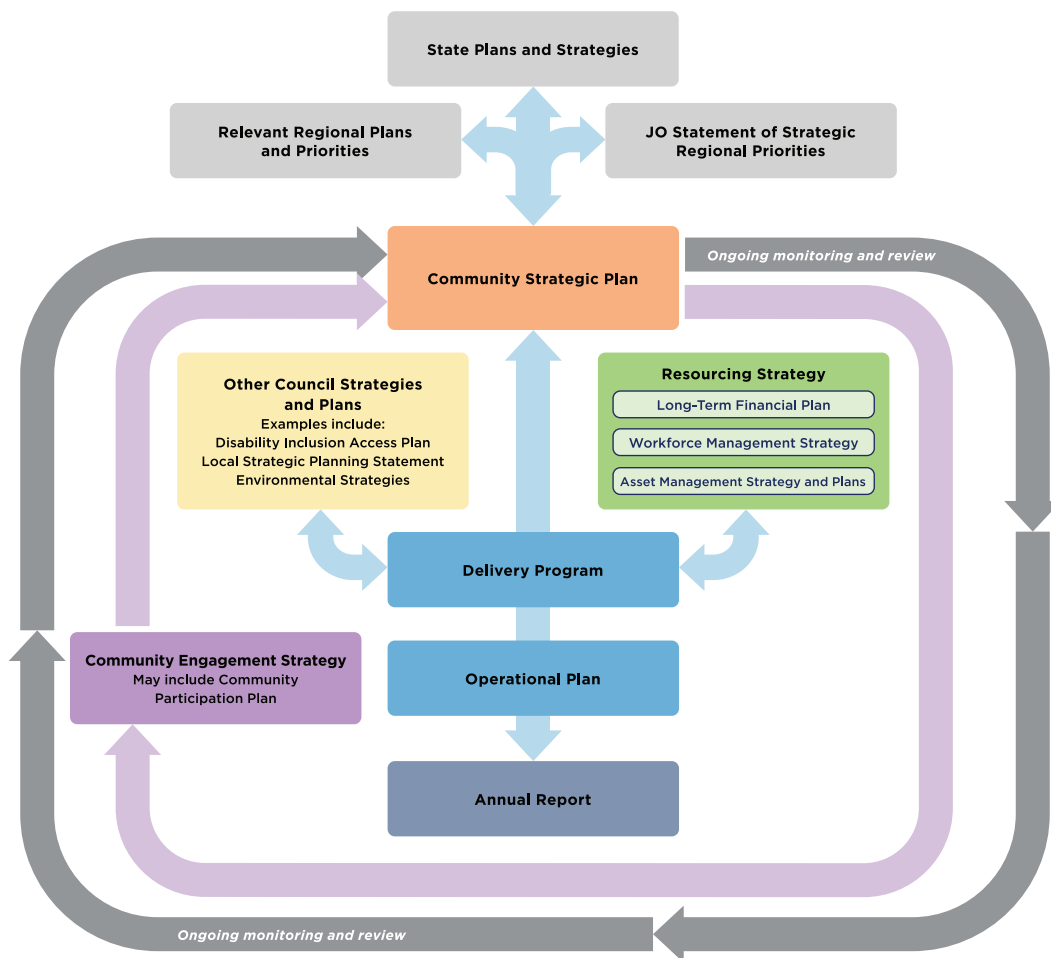 State Plans and Strategies
Relevant Regional Plans
and Priorities
JO Statement of Strategic
Regional Priorities
Community Strategic Plan
Ongoing monitoring and review
Other Council Strategies
and Plans
Examples include:
Disability Inclusion Access Plan
Local Strategic Planning Statement
Environmental Strategies
Resourcing Strategy
Long-Term Financial Plan
Workforce Management Strategy
Asset Management Strategy and Plans
Delivery Program
Community Engagement Strategy
May include Community
Participation Plan
Operational Plan
Annual Report
Ongoing monitoring and review